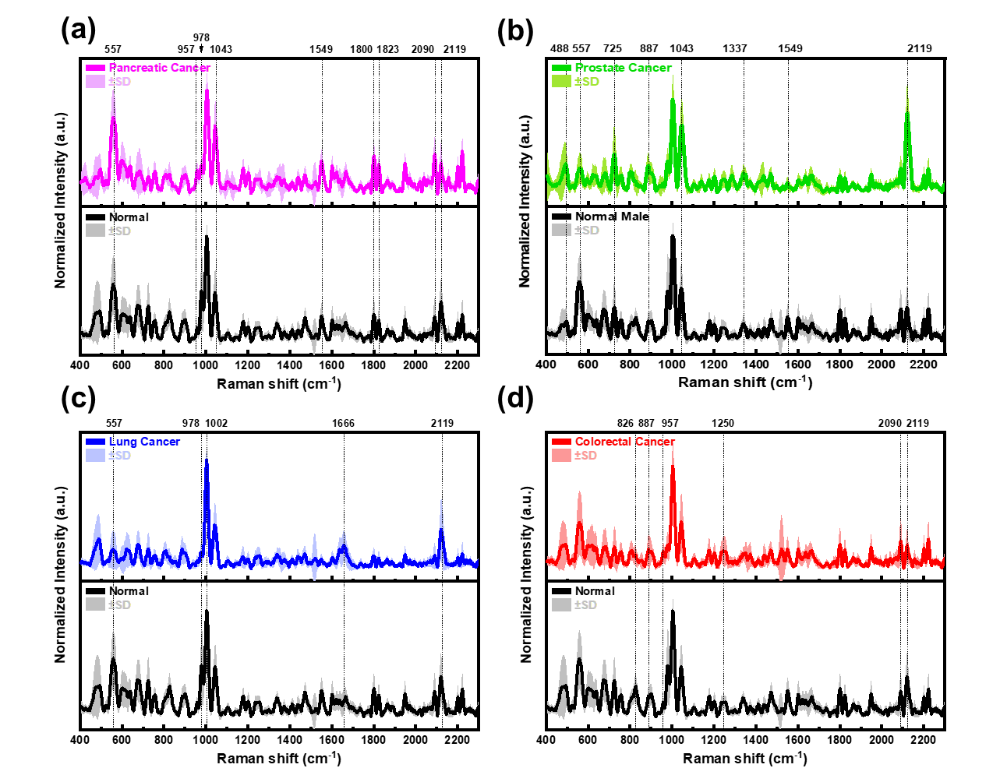 (a)
978
557 957 1043 1549 1800 1823 2090 2119
Pancreatic Cancer
±SD
Normal
±SD
Normalized Intensity (a.u.)
400 600 800 1000 1200 1400 1600 1800 2000 2200
Raman shift (cm-1)
(b)
488 557 725 887 1043 1337 1549 2119
Prostate Cancer
±SD
Normal Male
±SD
Normalized Intensity (a.u.)
400 600 800 1000 1200 1400 1600 1800 2000 2200
Raman shift (cm-1)
(c)
557 978 1002 1666 2119
Lung Cancer
±SD
Normal
±SD
Normalized Intensity (a.u.)
400 600 800 1000 1200 1400 1600 1800 2000 2200
Raman shift (cm-1)
(d)
826 887 957 1250 2090 2119
Colorectal Cancer
±SD
Normal
±SD
Normalized Intensity (a.u.)
400 600 800 1000 1200 1400 1600 1800 2000 2200
Raman shift (cm-1)